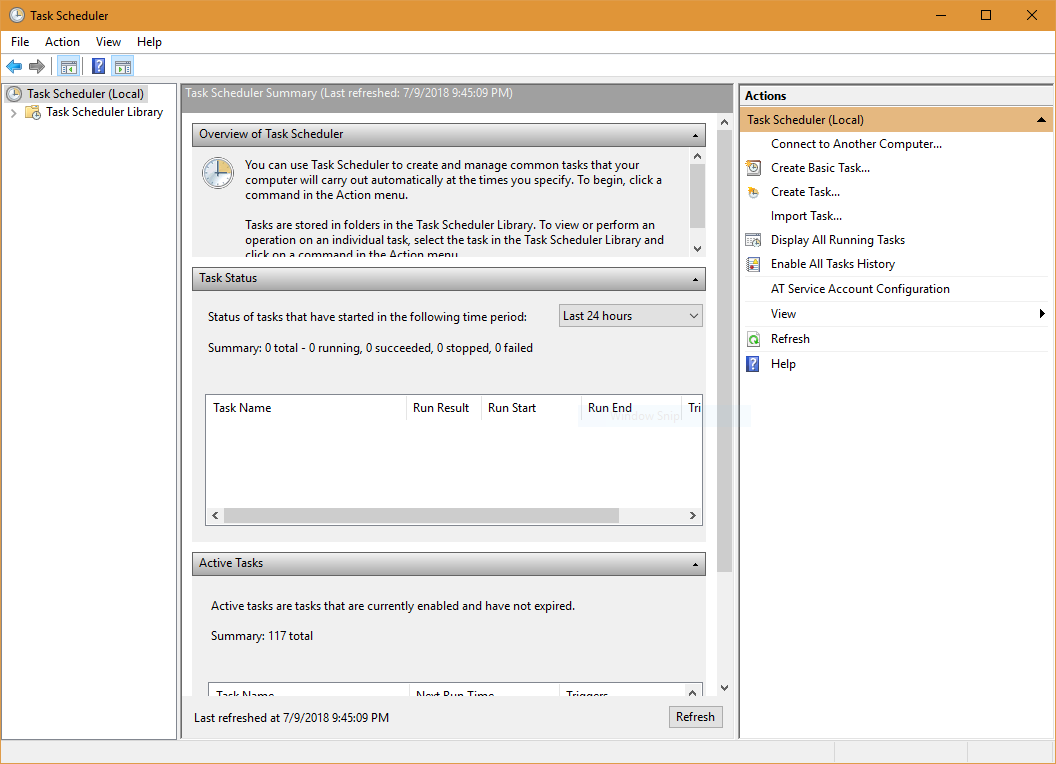 Task Scheduler
File Action View Help
Task Scheduler (Local)
Task Scheduler Library
Task Scheduler Summary (Last refreshed: 7/9/2018 9:45:09 PM)
Overview of Task Scheduler
You can use Task Scheduler to create and manage common tasks that your
computer will carry out automatically at the times you specify. To begin, click a
command in the Action menu.
Tasks are stored in folders in the Task Scheduler Library. To view or perform an
operation on an individual task, select the task in the Task Scheduler Library and
click on a command in the Action menu.
Task Status
Status of tasks that have started in the following time period:
Last 24 hours
Summary: 0 total - 0 running, 0 succeeded, 0 stopped, 0 failed
Task Name Run Result Run Start Run End Tri
Window Snip
Active Tasks
Active tasks are tasks that are currently enabled and have not expired.
Summary: 117 total
Task Name Next Run Time Triggers
Last refreshed at 7/9/2018 9:45:09 PM
Refresh
Actions
Task Scheduler (Local)
Connect to Another Computer...
Create Basic Task...
Create Task...
Import Task...
Display All Running Tasks
Enable All Tasks History
AT Service Account Configuration
View
Refresh
Help